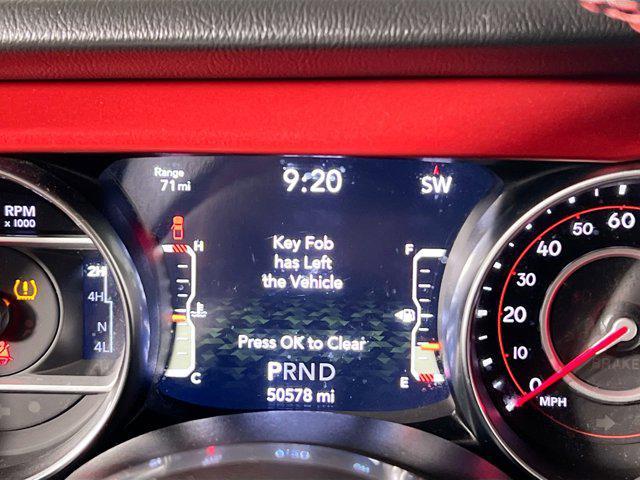 Range
71 mi
9:20
SW
RPM
x 1000
2H
4H
N
4L
H
C
Key Fob
has Left
the Vehicle
Press OK to Clear
PRND
50578 mi
F
E
0
10
20
30
40
50
60
MPH
BRAKE